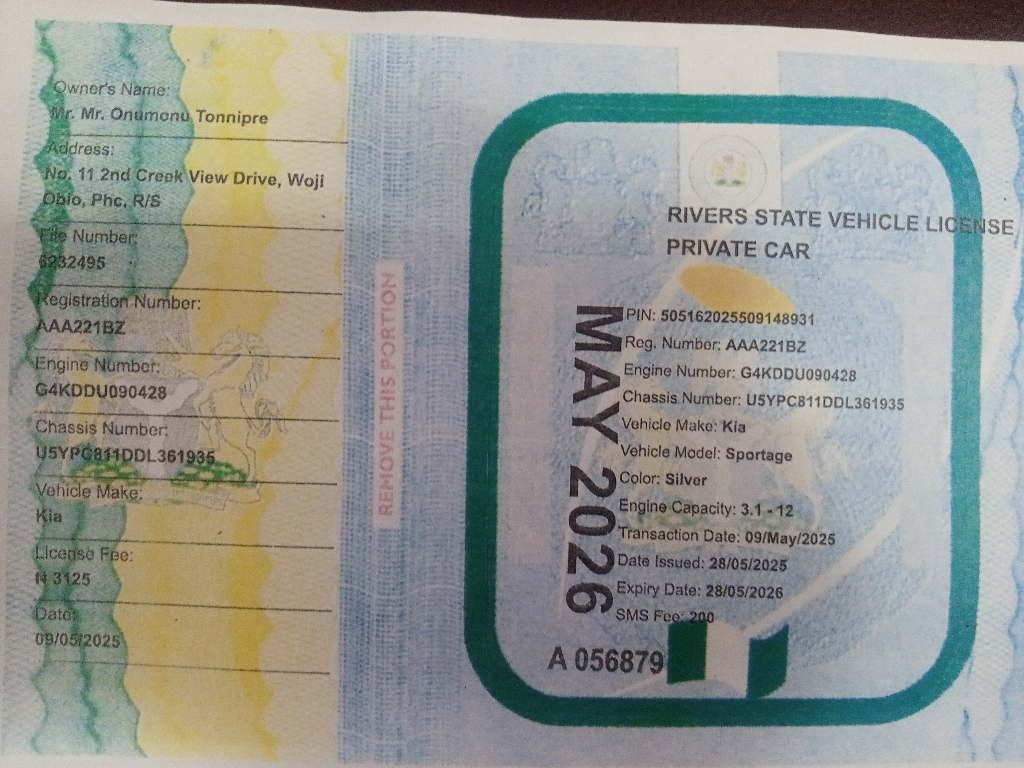 Owner's Name:
Mr. Mr. Onumonu Tonnipre
Address:
No. 11 2nd Creek View Drive, Woji
Obio, Phc, R/S
File Number:
6232495
Registration Number:
AAA221BZ
Engine Number:
G4KDDU090428
Chassis Number:
U5YPC811DDL361935
Vehicle Make:
Kia
License Fee:
₦ 3125
Date:
09/05/2025
REMOVE THIS PORTION
RIVERS STATE VEHICLE LICENSE
PRIVATE CAR
MAY 2026
PIN: 505162025509148931
Reg. Number: AAA221BZ
Engine Number: G4KDDU090428
Chassis Number: U5YPC811DDL361935
Vehicle Make: Kia
Vehicle Model: Sportage
Color: Silver
Engine Capacity: 3.1 - 12
Transaction Date: 09/May/2025
Date Issued: 28/05/2025
Expiry Date: 28/05/2026
SMS Fee: 200
A 056879